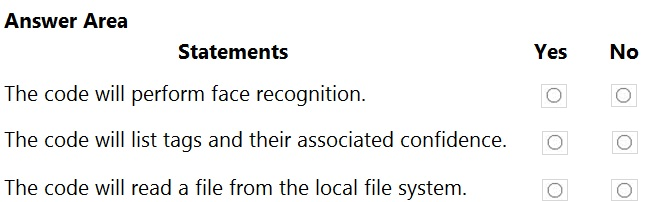 Answer Area
Statements Yes No
The code will perform face recognition.
The code will list tags and their associated confidence.
The code will read a file from the local file system.